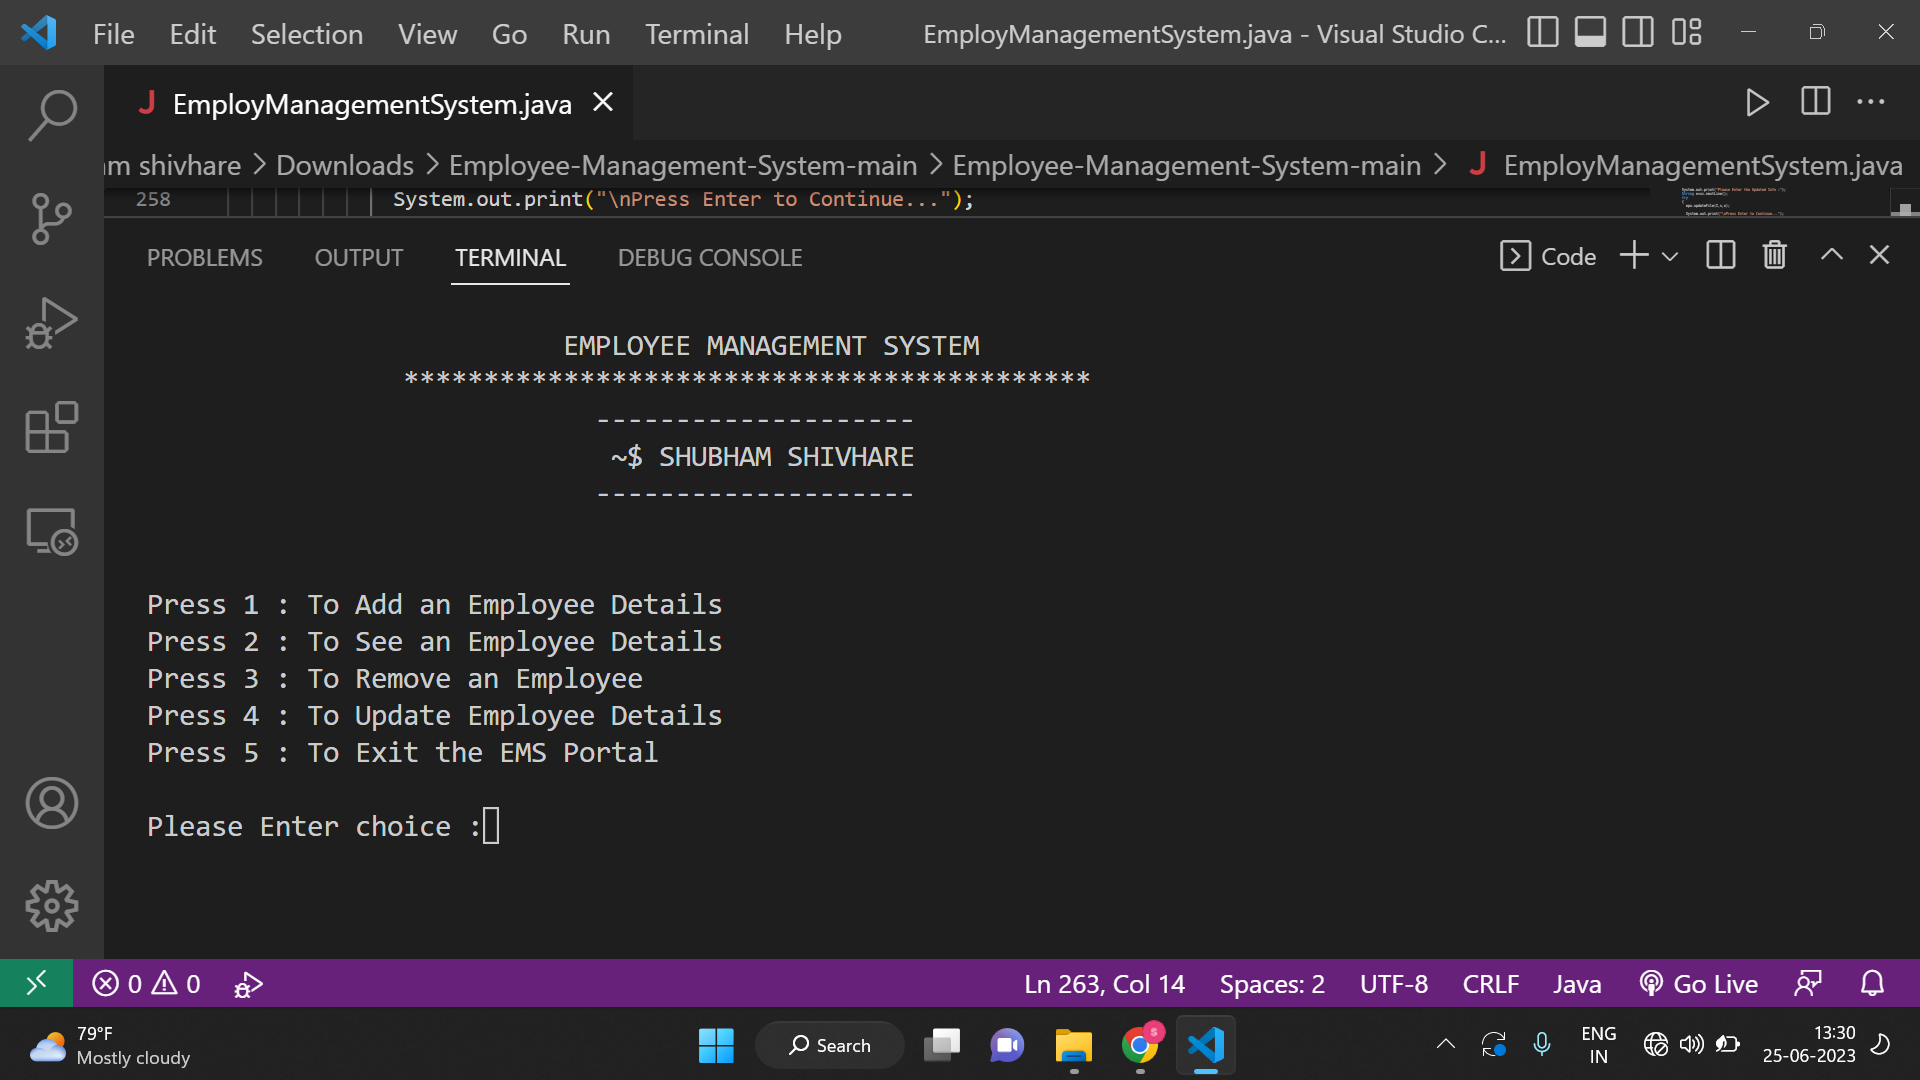 File Edit Selection View Go Run Terminal Help EmployManagementSystem.java - Visual Studio C...
J EmployManagementSystem.java
am shivhare > Downloads > Employee-Management-System-main > Employee-Management-System-main > J EmployManagementSystem.java
258 System.out.print("\nPress Enter to Continue...");
PROBLEMS OUTPUT TERMINAL DEBUG CONSOLE Code
EMPLOYEE MANAGEMENT SYSTEM
*******************************************
--------------------
~$ SHUBHAM SHIVHARE
--------------------
Press 1 : To Add an Employee Details
Press 2 : To See an Employee Details
Press 3 : To Remove an Employee
Press 4 : To Update Employee Details
Press 5 : To Exit the EMS Portal
Please Enter choice :
0 0 Ln 263, Col 14 Spaces: 2 UTF-8 CRLF Java Go Live
79°F
Mostly cloudy
Search
S
ENG
IN
13:30
25-06-2023